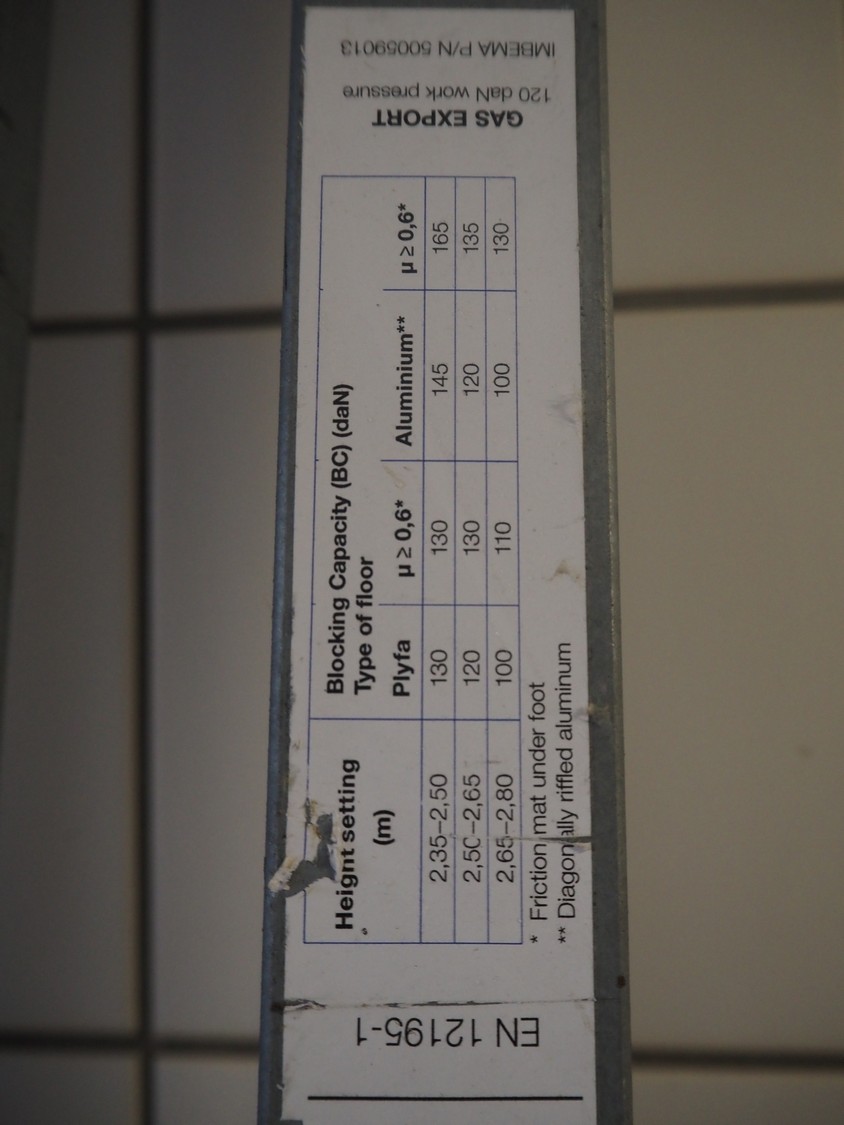 IMBEMA P/N 50059013
120 daN work pressure
GAS EXPORT
Height setting (m) Blocking Capacity (BC) (daN)
Type of floor
Plyfa μ ≥ 0,6* Aluminium** μ ≥ 0,6*
2,35–2,50 130 130 145 165
2,50–2,65 120 130 120 135
2,65–2,80 100 110 100 130
* Friction mat under foot
** Diagonally riffled aluminum
EN 12195-1